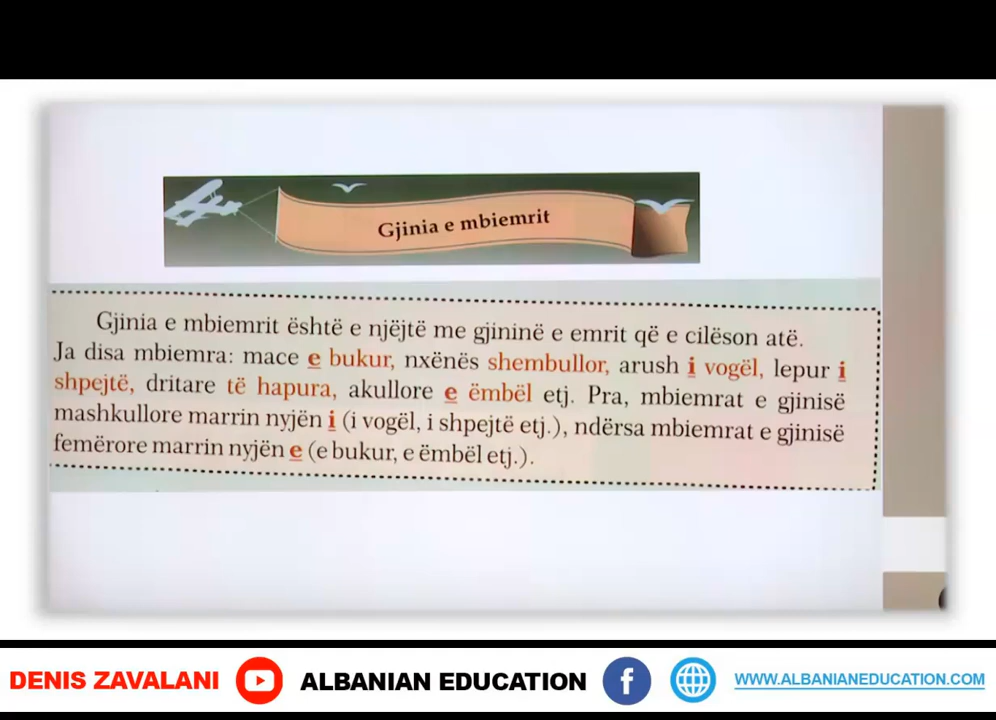 Gjinia e mbiemrit
Gjinia e mbiemrit është e njëjtë me gjininë e emrit që e cilëson atë.
Ja disa mbiemra: mace e bukur, nxënës shembullor, arush i vogël, lepur i
shpejtë, dritare të hapura, akullore e ëmbël etj. Pra, mbiemrat e gjinisë
mashkullore marrin nyjën i (i vogël, i shpejtë etj.), ndërsa mbiemrat e gjinisë
femërore marrin nyjën e (e bukur, e ëmbël etj.).
DENIS ZAVALANI ALBANIAN EDUCATION f WWW.ALBANIANEDUCATION.COM